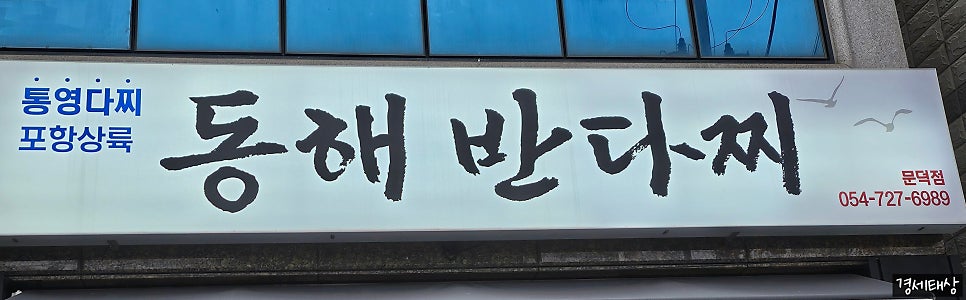 통영다찌
포항상륙
동해 반다찌
문덕점
054-727-6989
경세태상